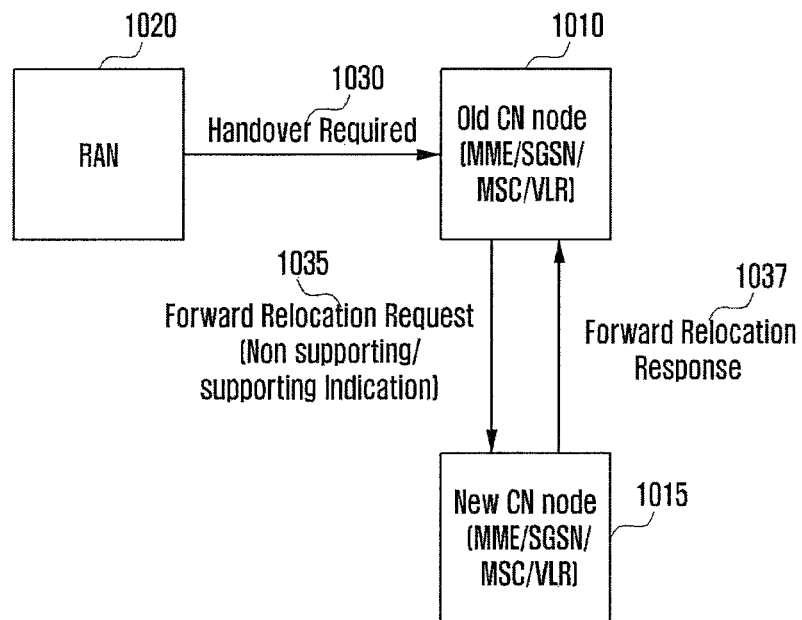 1020
1010
1030
RAN
Handover Required
Old CN node
(MME/SGSN/
MSC/VLR)
1035
Forward Relocation Request
(Non supporting/
supporting Indication)
1037
Forward Relocation
Response
New CN node
(MME/SGSN/
MSC/VLR)
1015